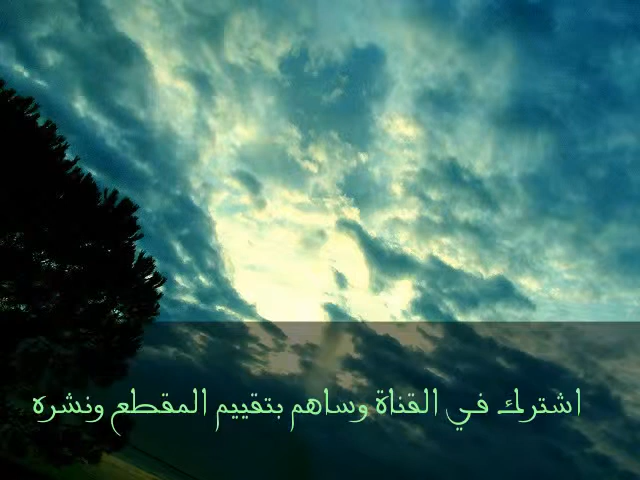 اشترك في القناة وساهم بتقييم المقطع ونشره